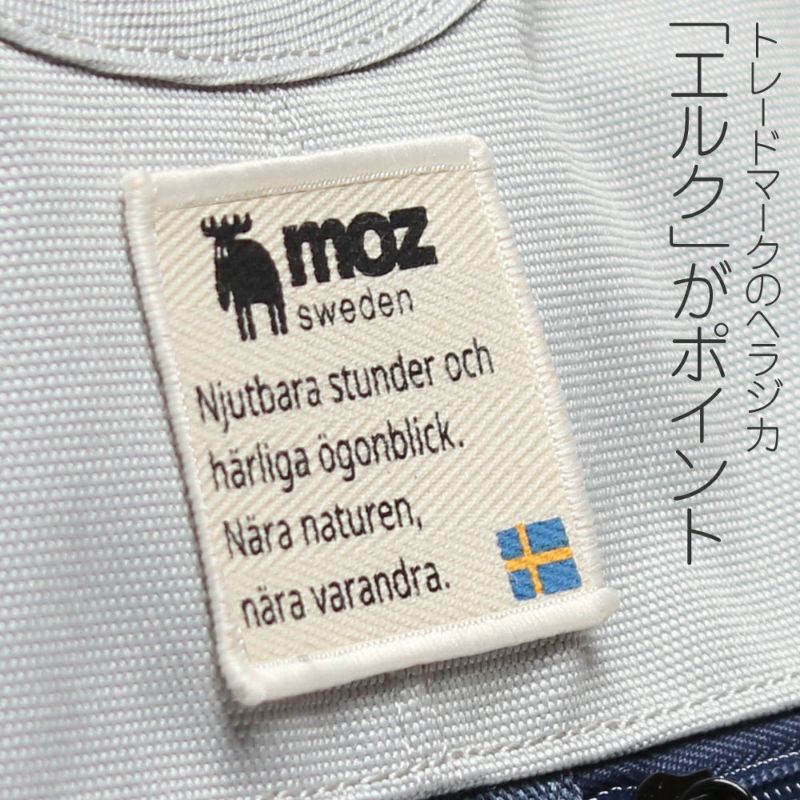 トレードマークのヘラジカ
「エルク」がポイント
moz
sweden
Njutbara stunder och
härliga ögonblick.
Nära naturen,
nära varandra.